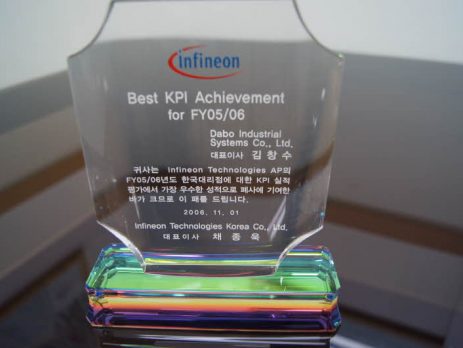 infineon
Best KPI Achievement
for FY05/06
Dabo Industrial
Systems Co., Ltd.
대표이사 김 창 수
귀사는 Infineon Technologies AP의
FY05/06년도 한국대리점에 대한 KPI 실적
평가에서 가장 우수한 성적으로 폐사에 기여한
바가 크므로 이 패를 드립니다.
2006. 11. 01
Infineon Technologies Korea Co., Ltd.
대표이사 채 종 욱